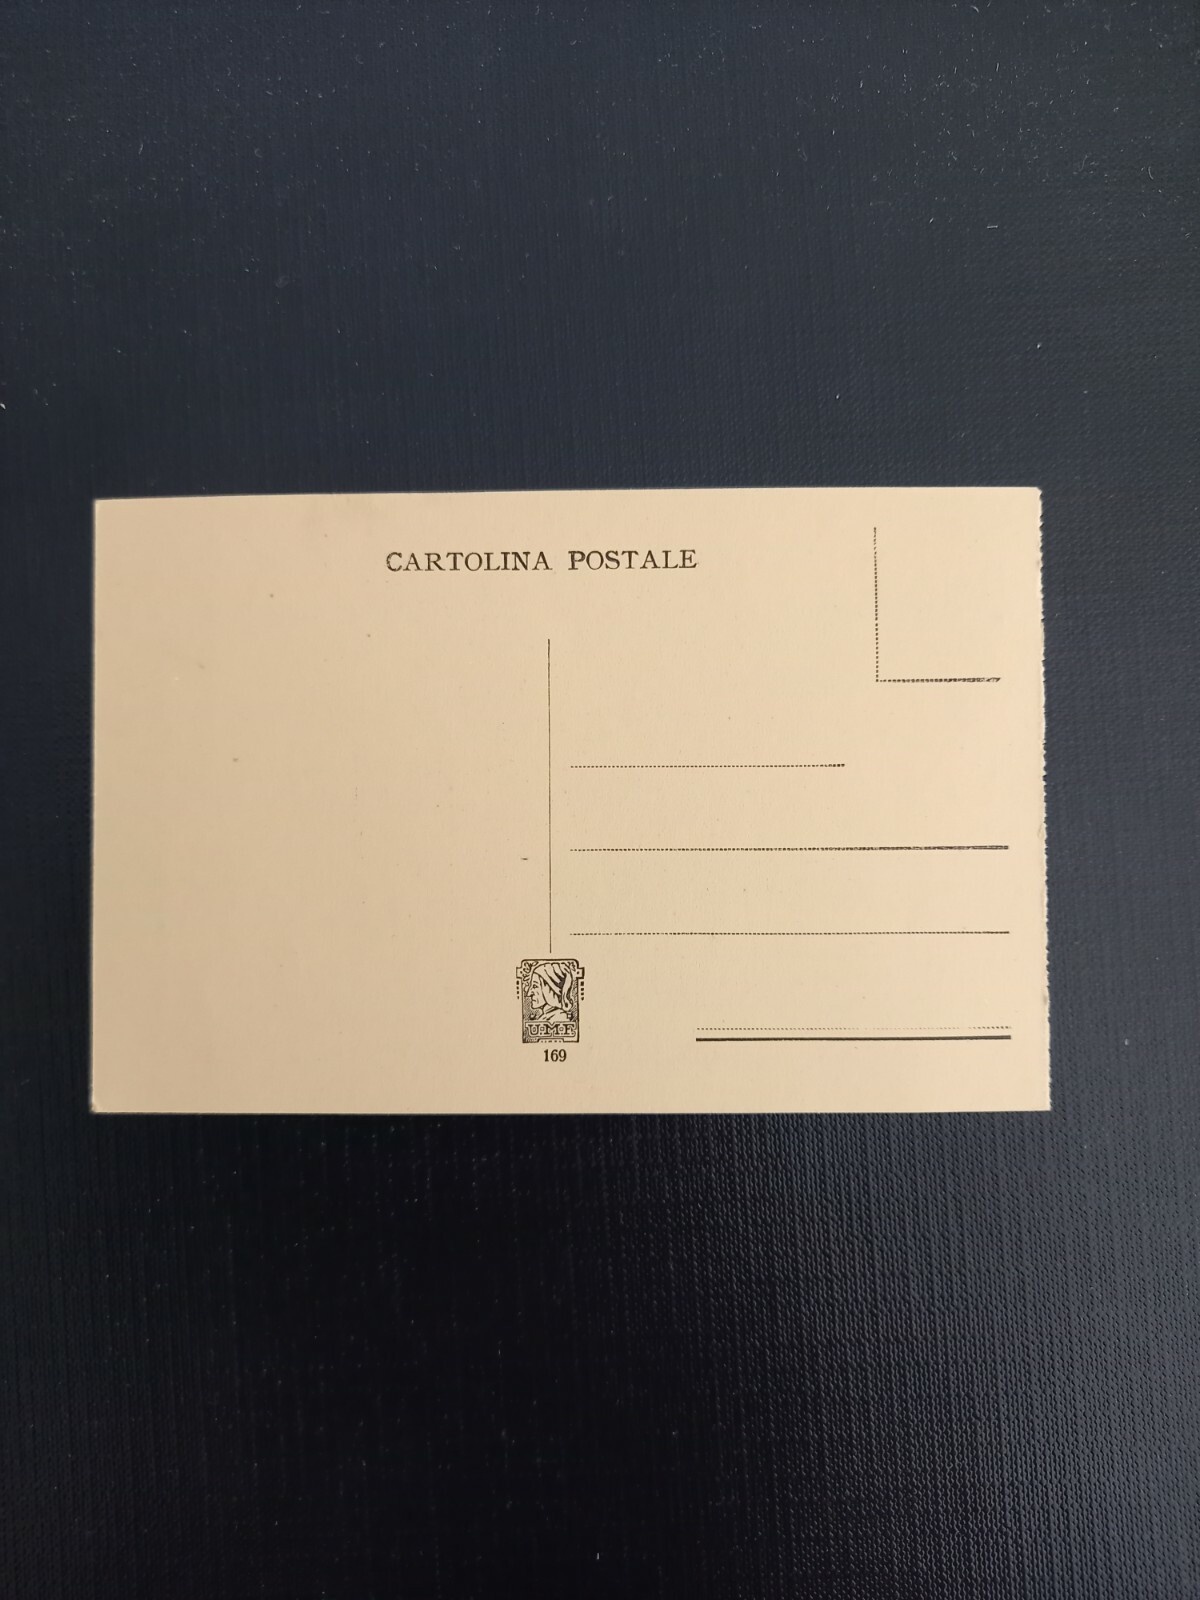 CARTOLINA POSTALE
U·M·F·
169